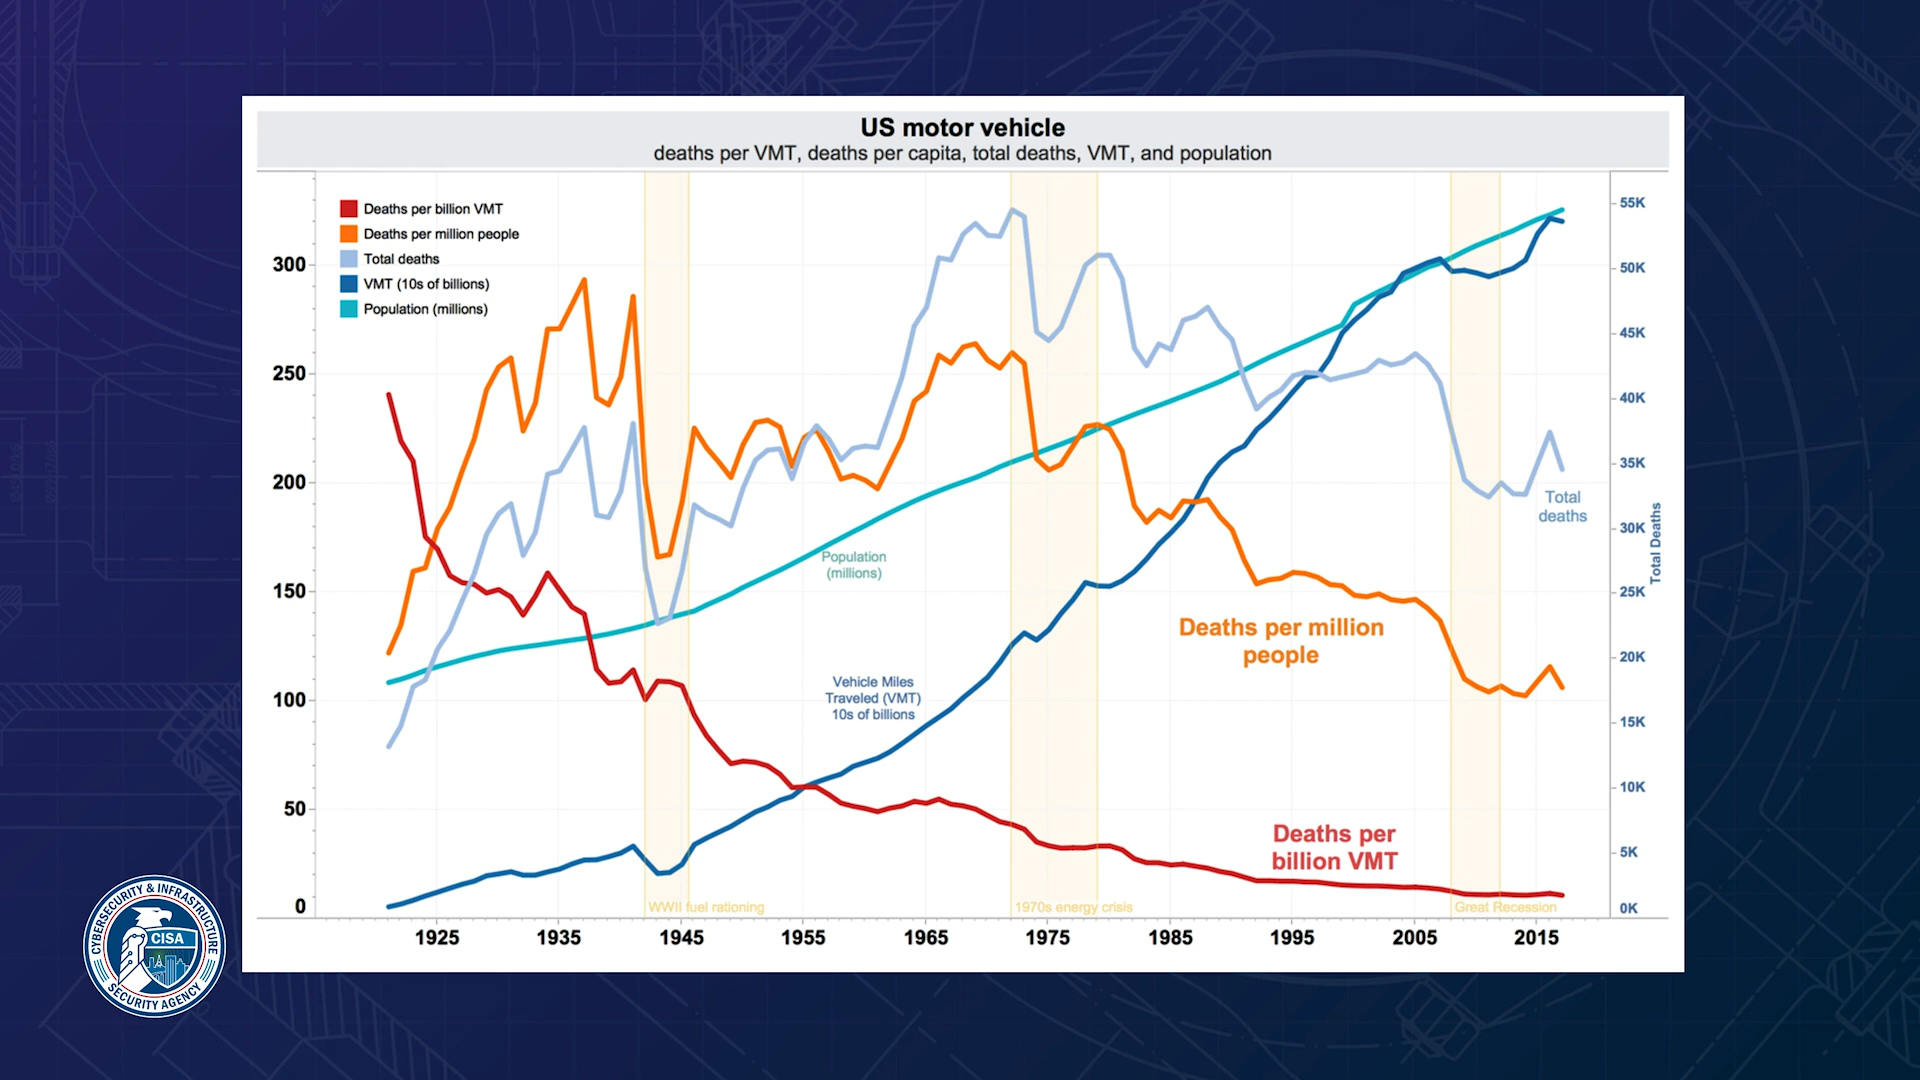 US motor vehicle
deaths per VMT, deaths per capita, total deaths, VMT, and population
Deaths per billion VMT
Deaths per million people
Total deaths
VMT (10s of billions)
Population (millions)
300
250
200
150
100
50
0
55K
50K
45K
40K
35K
30K
25K
20K
15K
10K
5K
0K
Total Deaths
Total
deaths
Population
(millions)
Deaths per million
people
Vehicle Miles
Traveled (VMT)
10s of billions
Deaths per
billion VMT
WWII fuel rationing
1970s energy crisis
Great Recession
1925
1935
1945
1955
1965
1975
1985
1995
2005
2015
CYBERSECURITY & INFRASTRUCTURE
CISA
SECURITY AGENCY